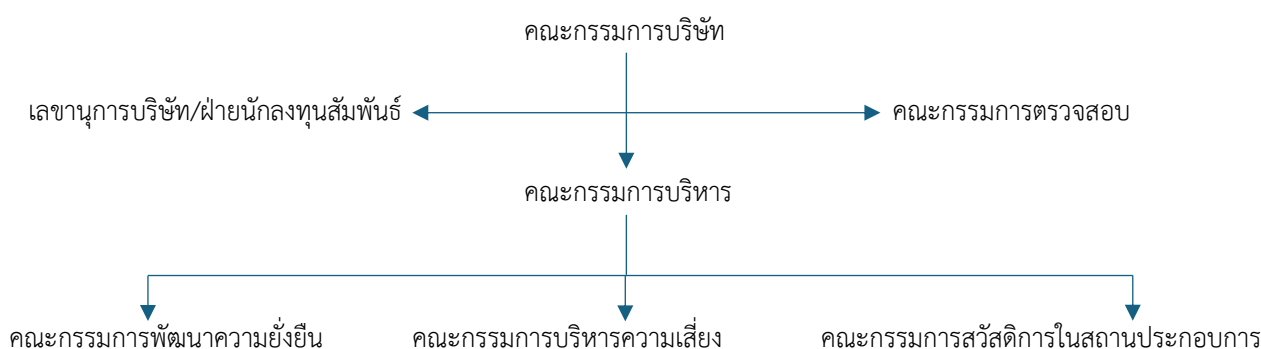 คณะกรรมการบริษัท
เลขานุการบริษัท/ฝ่ายนักลงทุนสัมพันธ์
คณะกรรมการตรวจสอบ
คณะกรรมการบริหาร
คณะกรรมการพัฒนาความยั่งยืน
คณะกรรมการบริหารความเสี่ยง
คณะกรรมการสวัสดิการในสถานประกอบการ